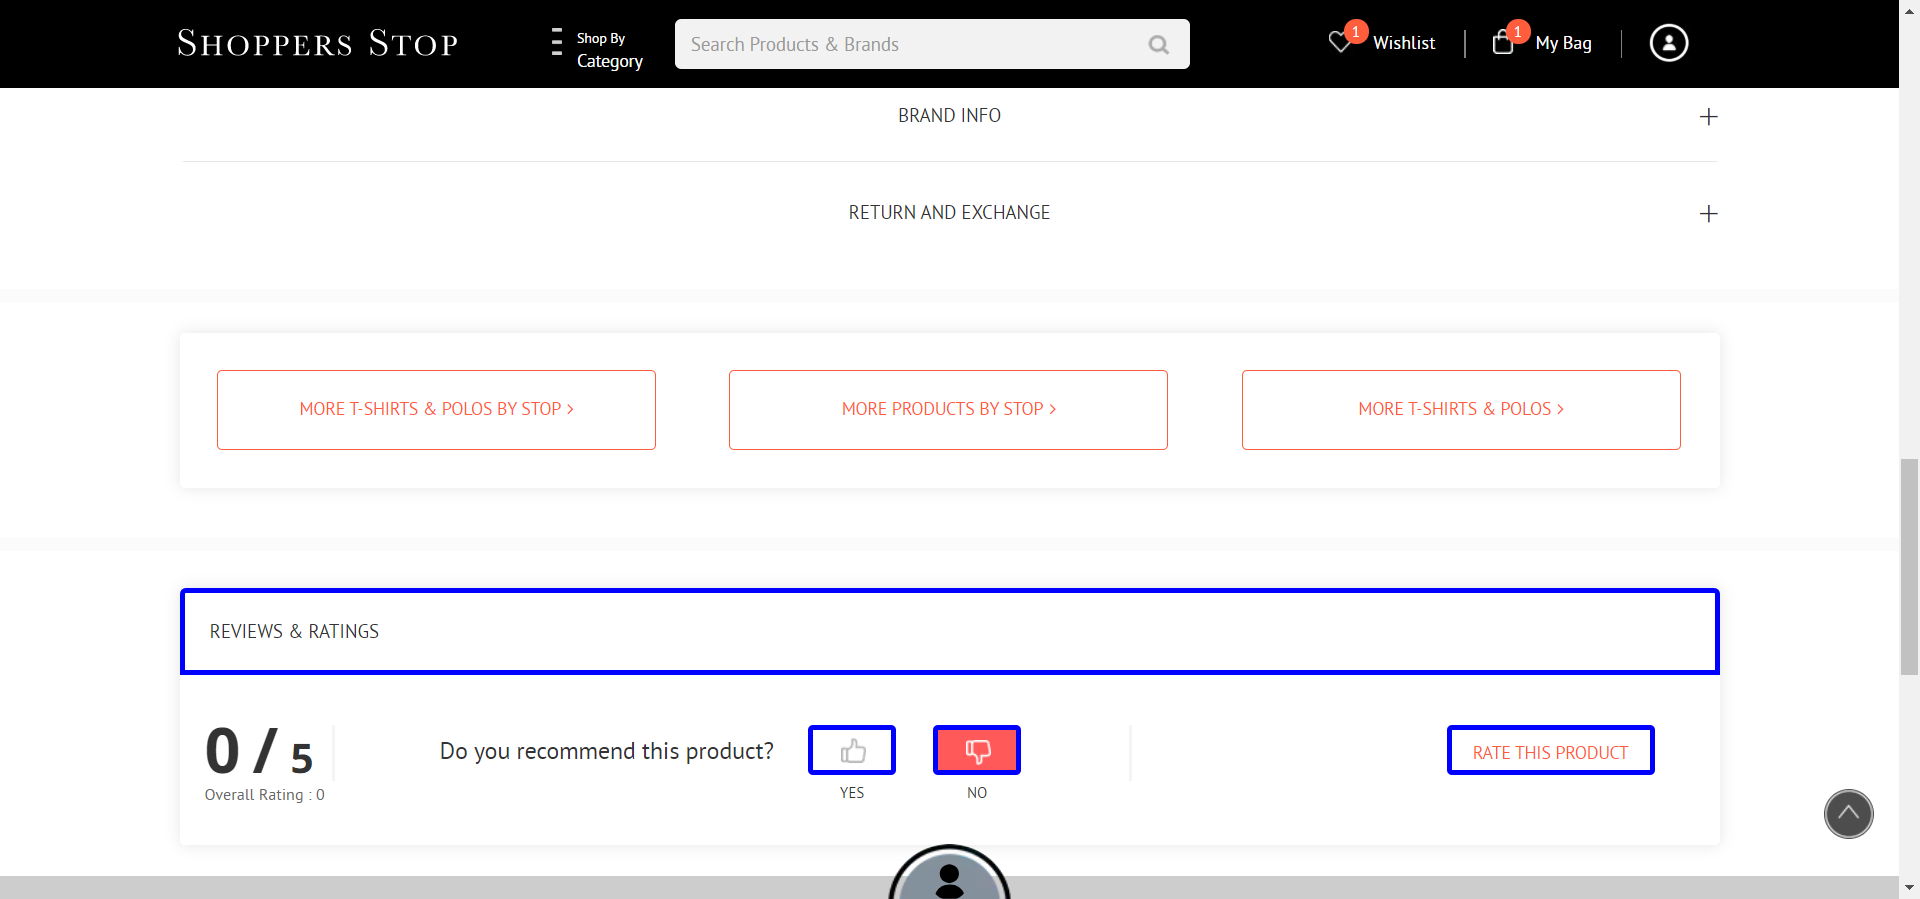 SHOPPERS STOP
Shop By
Category
Search Products & Brands
1
Wishlist
1
My Bag
BRAND INFO
RETURN AND EXCHANGE
MORE T-SHIRTS & POLOS BY STOP >
MORE PRODUCTS BY STOP >
MORE T-SHIRTS & POLOS >
REVIEWS & RATINGS
0 / 5
Overall Rating : 0
Do you recommend this product?
YES
NO
RATE THIS PRODUCT